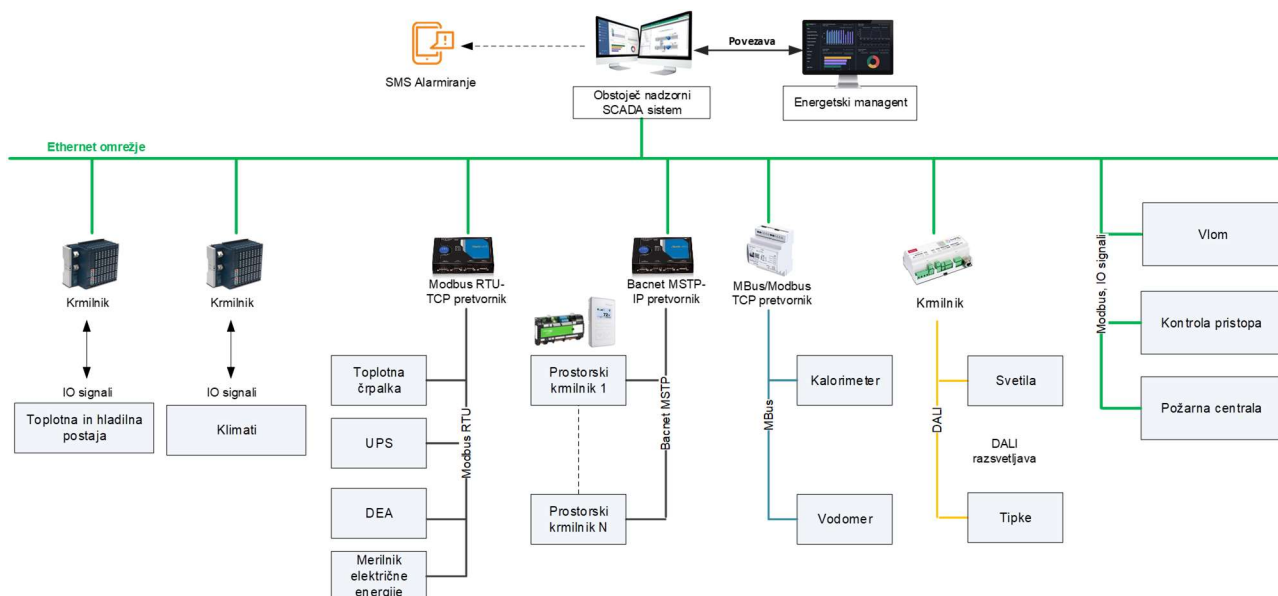 SMS Alarmiranje
Povezava
Obstoječ nadzorni
SCADA sistem
Energetski managent
Ethernet omrežje
Krmilnik
IO signali
Toplotna in hladilna
postaja
Krmilnik
IO signali
Klimati
Modbus RTU-
TCP pretvornik
Modbus RTU
Toplotna
črpalka
UPS
DEA
Merilnik
električne
energije
Bacnet MSTP-
IP pretvornik
Bacnet MSTP
Prostorski
krmilnik 1
Prostorski
krmilnik N
MBus/Modbus
TCP pretvornik
MBus
Kalorimeter
Vodomer
Krmilnik
DALI
Svetila
DALI
razsvetljava
Tipke
Modbus, IO signali
Vlom
Kontrola pristopa
Požarna centrala